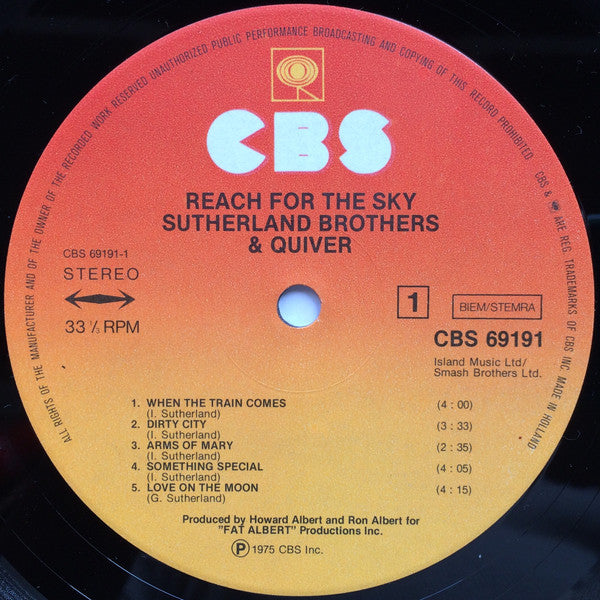 ALL RIGHTS OF THE MANUFACTURER AND OF THE OWNER OF THE RECORDED WORK RESERVED UNAUTHORIZED PUBLIC PERFORMANCE BROADCASTING AND COPYING OF THIS RECORD PROHIBITED
CBS & ARE REG. TRADEMARKS OF CBS INC. MADE IN HOLLAND
CBS
REACH FOR THE SKY
SUTHERLAND BROTHERS
& QUIVER
CBS 69191-1
STEREO
33⅓ RPM
1
BIEM/STEMRA
CBS 69191
Island Music Ltd/
Smash Brothers Ltd.
1. WHEN THE TRAIN COMES (4 : 00)
(I. Sutherland)
2. DIRTY CITY (3 : 33)
(I. Sutherland)
3. ARMS OF MARY (2 : 35)
(I. Sutherland)
4. SOMETHING SPECIAL (4 : 05)
(I. Sutherland)
5. LOVE ON THE MOON (4 : 15)
(G. Sutherland)
Produced by Howard Albert and Ron Albert for
"FAT ALBERT" Productions Inc.
Ⓟ 1975 CBS Inc.